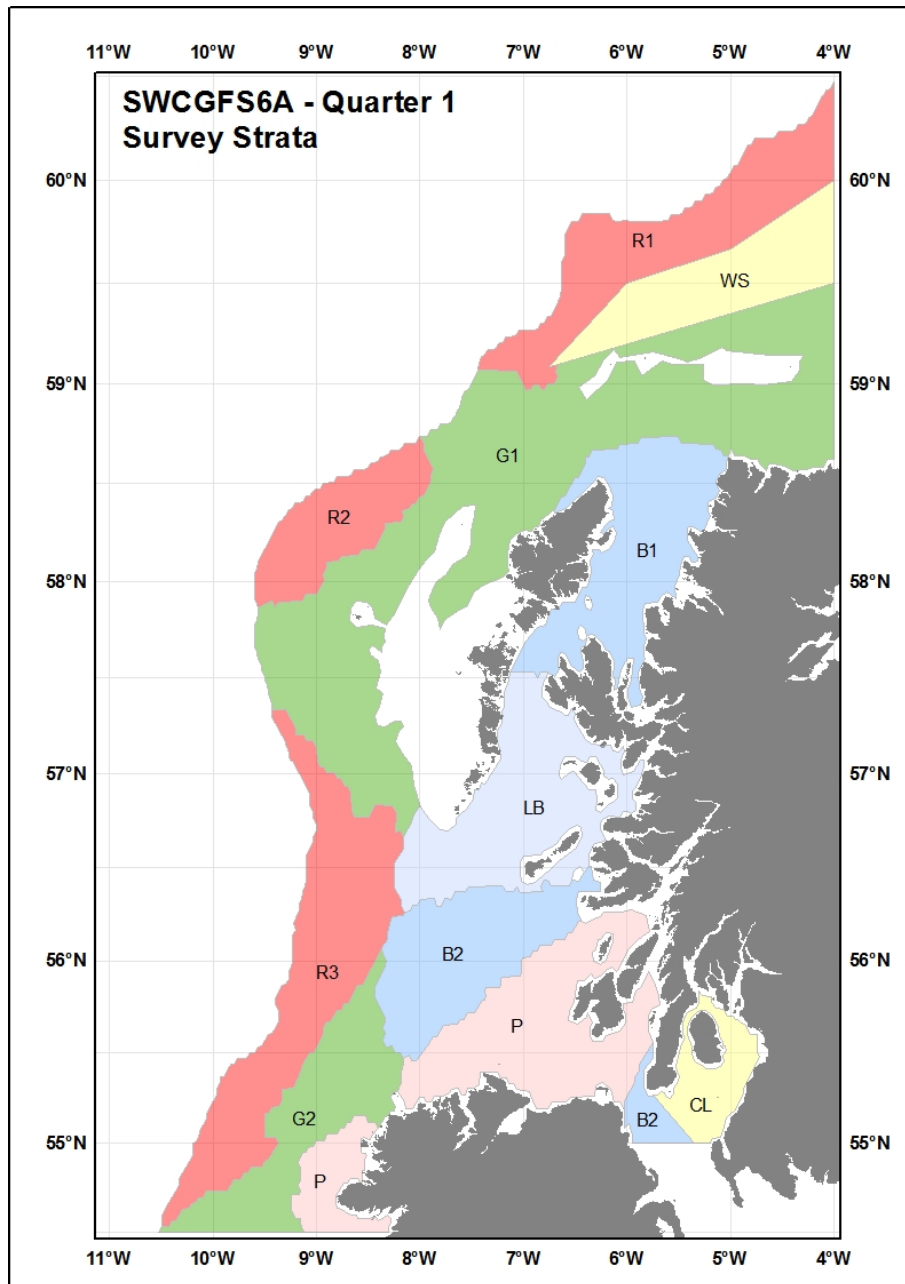 11°W 10°W 9°W 8°W 7°W 6°W 5°W 4°W
SWCGFS6A - Quarter 1
Survey Strata
60°N 60°N
R1
WS
59°N 59°N
G1
R2
B1
58°N 58°N
57°N 57°N
LB
B2
56°N 56°N
R3
P
G2
CL
B2
55°N 55°N
P
11°W 10°W 9°W 8°W 7°W 6°W 5°W 4°W